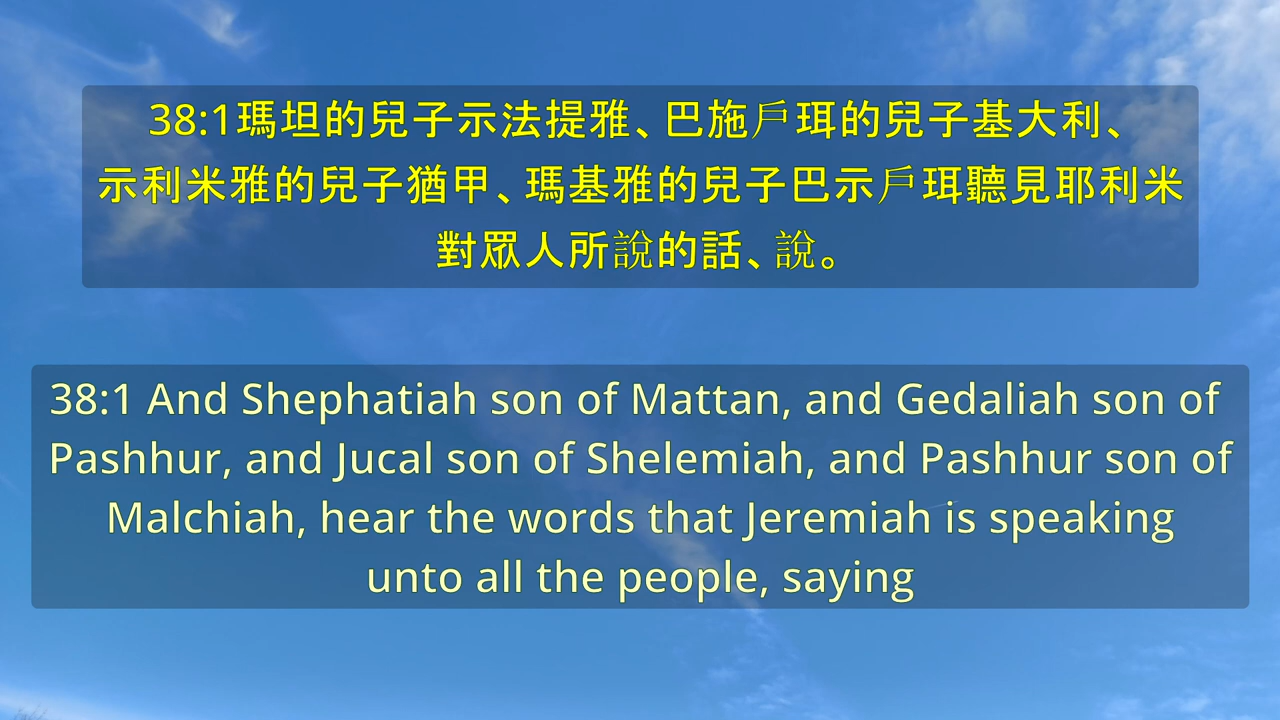 38:1瑪坦的兒子示法提雅、巴施戶珥的兒子基大利、
示利米雅的兒子猶甲、瑪基雅的兒子巴示戶珥聽見耶利米
對眾人所說的話、說。
38:1 And Shephatiah son of Mattan, and Gedaliah son of
Pashhur, and Jucal son of Shelemiah, and Pashhur son of
Malchiah, hear the words that Jeremiah is speaking
unto all the people, saying